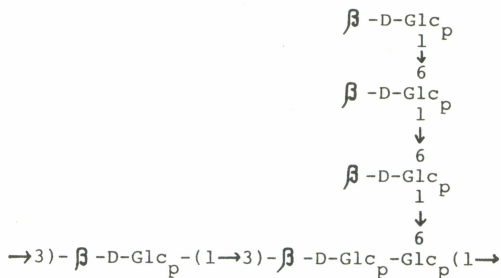 β-D-Glcp
1
↓
6
β-D-Glcp
1
↓
6
β-D-Glcp
1
↓
6
→3)-β-D-Glcp-(1→3)-β-D-Glcp-Glcp(1→